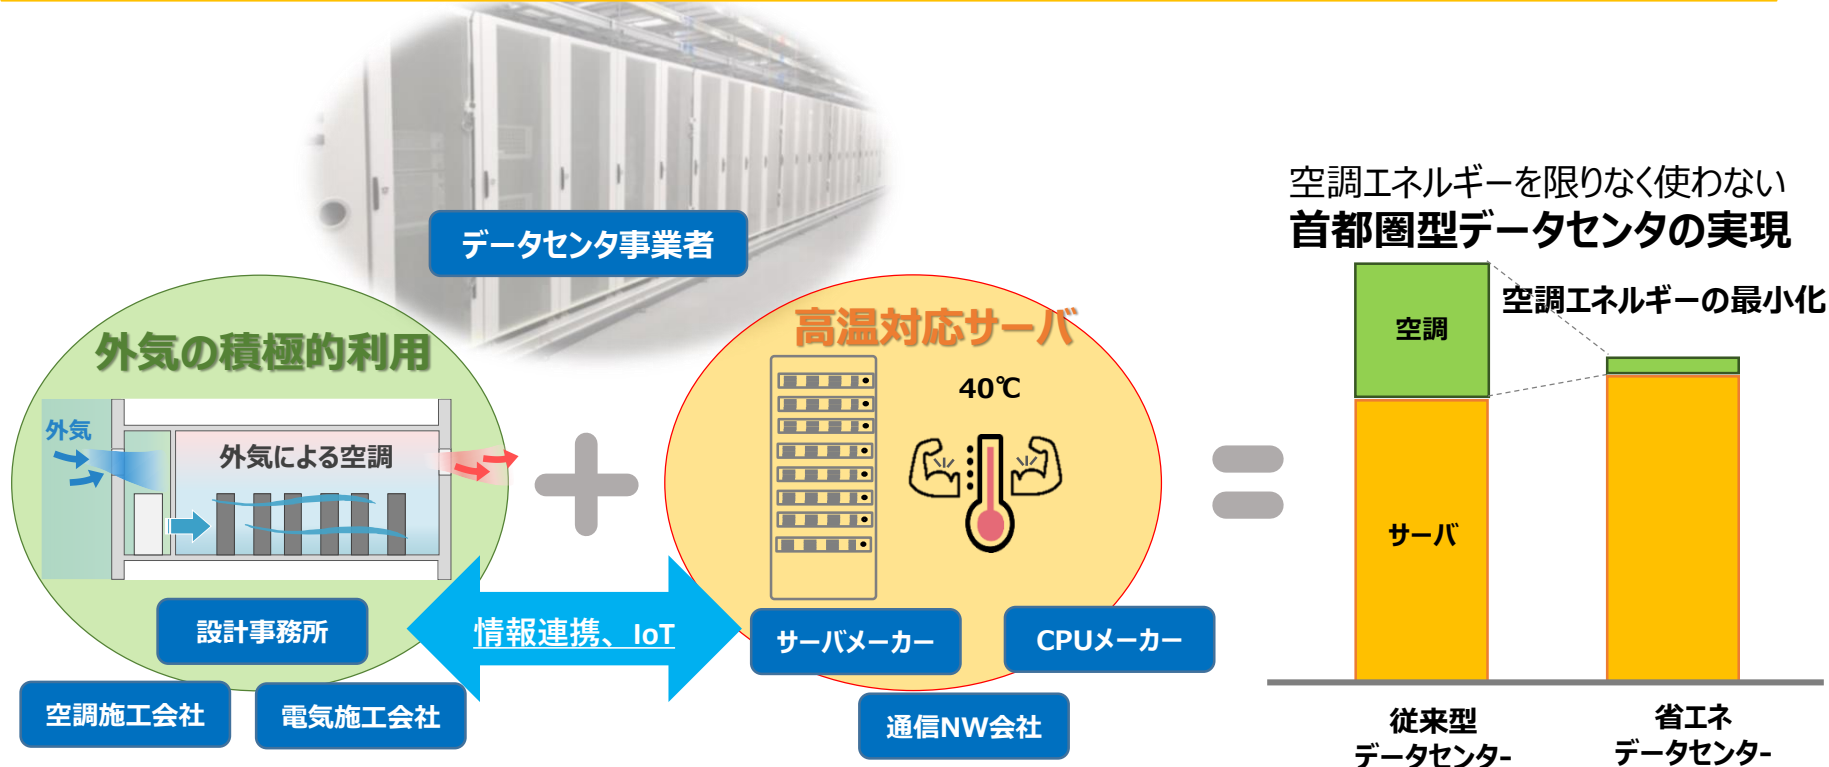 データセンタ事業者
外気の積極的利用
外気
外気による空調
設計事務所
空調施工会社
電気施工会社
情報連携、IoT
高温対応サーバ
40℃
サーバメーカー
CPUメーカー
通信NW会社
空調エネルギーを限りなく使わない
首都圏型データセンタの実現
空調エネルギーの最小化
空調
サーバ
従来型
データセンター
省エネ
データセンター